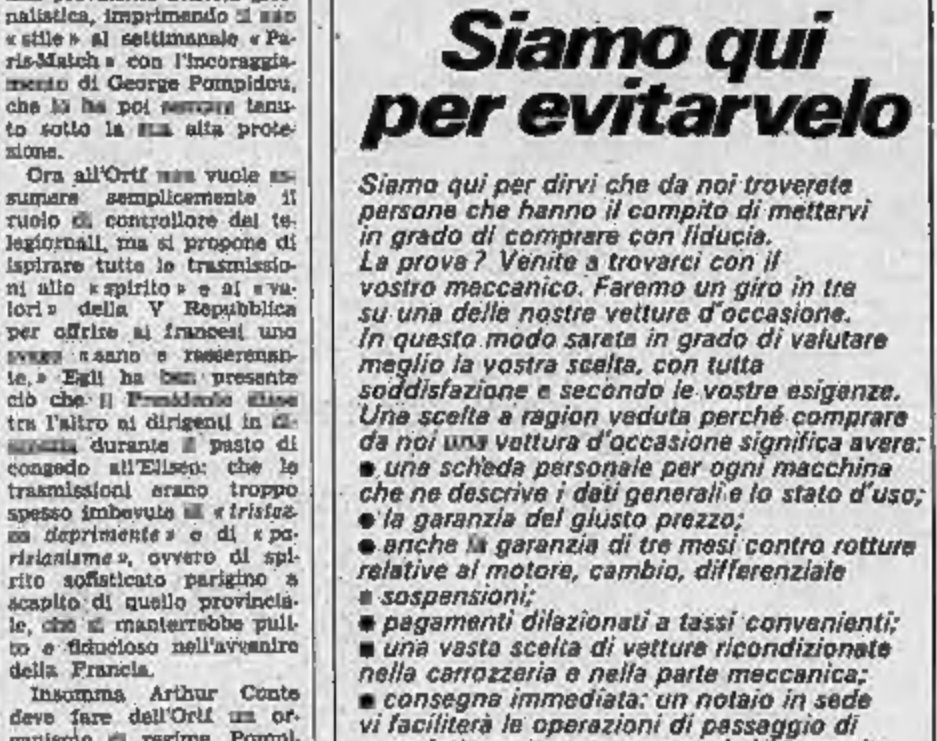 nalistica, imprimendo il suo
« stile » al settimanale « Pa-
ris-Match » con l'incoraggia-
mento di George Pompidou,
che lo ha poi sempre tenu-
to sotto la sua alta prote-
zione.
Ora all'Ortf non vuole as-
sumere semplicemente il
ruolo di controllore dei te-
legiornali, ma si propone di
ispirare tutte le trasmissio-
ni allo « spirito » e ai « va-
lori » della V Repubblica
per offrire ai francesi uno
svago « sano e rasserenan-
te. » Egli ha ben presente
ciò che il Presidente disse
tra l'altro ai dirigenti in
durante il pasto di
congedo all'Eliseo: che le
trasmissioni erano troppo
spesso imbevute di « tristez-
za deprimente » e di « pa-
risianisme », ovvero di spi-
rito sofisticato parigino a
scapito di quello provincia-
le, che si manterrebbe puli-
to e fiducioso nell'avvenire
della Francia.
Insomma Arthur Conte
deve fare dell'Ortf un or-
ganismo di regime. Pompi-
Siamo qui
per evitarvelo
Siamo qui per dirvi che da noi troverete
persone che hanno il compito di mettervi
in grado di comprare con fiducia.
La prova? Venite a trovarci con il
vostro meccanico. Faremo un giro in tre
su una delle nostre vetture d'occasione.
In questo modo sarete in grado di valutare
meglio la vostra scelta, con tutta
soddisfazione e secondo le vostre esigenze.
Una scelta a ragion veduta perché comprare
da noi una vettura d'occasione significa avere:
● una scheda personale per ogni macchina
che ne descrive i dati generali e lo stato d'uso;
● la garanzia del giusto prezzo;
● anche la garanzia di tre mesi contro rotture
relative al motore, cambio, differenziale
e sospensioni;
● pagamenti dilazionati a tassi convenienti;
● una vasta scelta di vetture ricondizionate
nella carrozzeria e nella parte meccanica;
● consegna immediata: un notaio in sede
vi faciliterà le operazioni di passaggio di